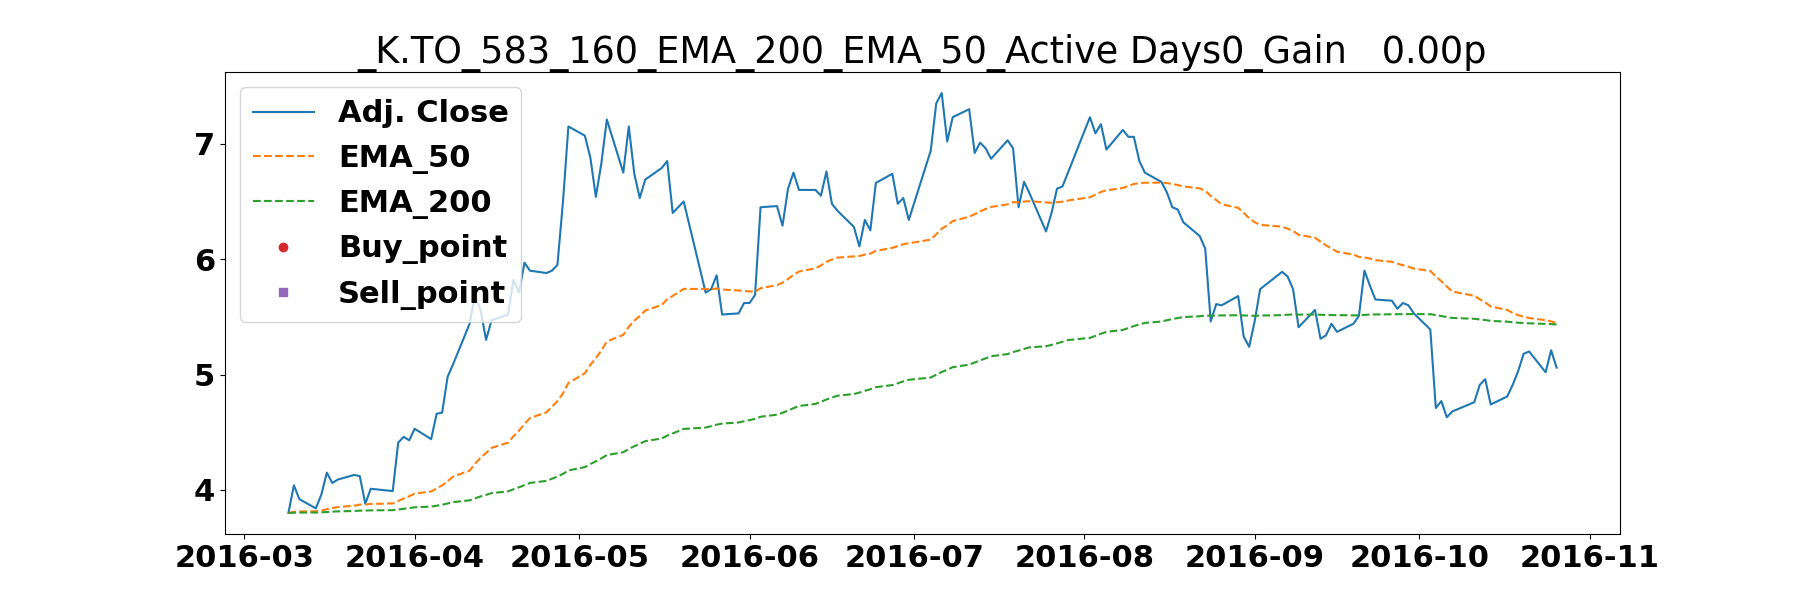 _K.TO_583_160_EMA_200_EMA_50_Active Days0_Gain   0.00p
Adj. Close
EMA_50
EMA_200
Buy_point
Sell_point
7
6
5
4
2016-03 2016-04 2016-05 2016-06 2016-07 2016-08 2016-09 2016-10 2016-11